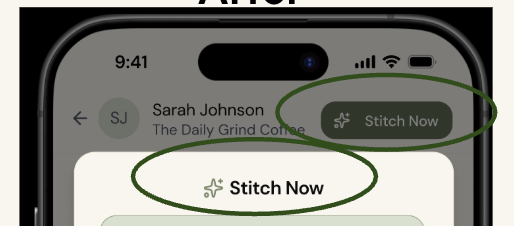 After
9:41
SJ
Sarah Johnson
The Daily Grind Coffee
Stitch Now
Stitch Now